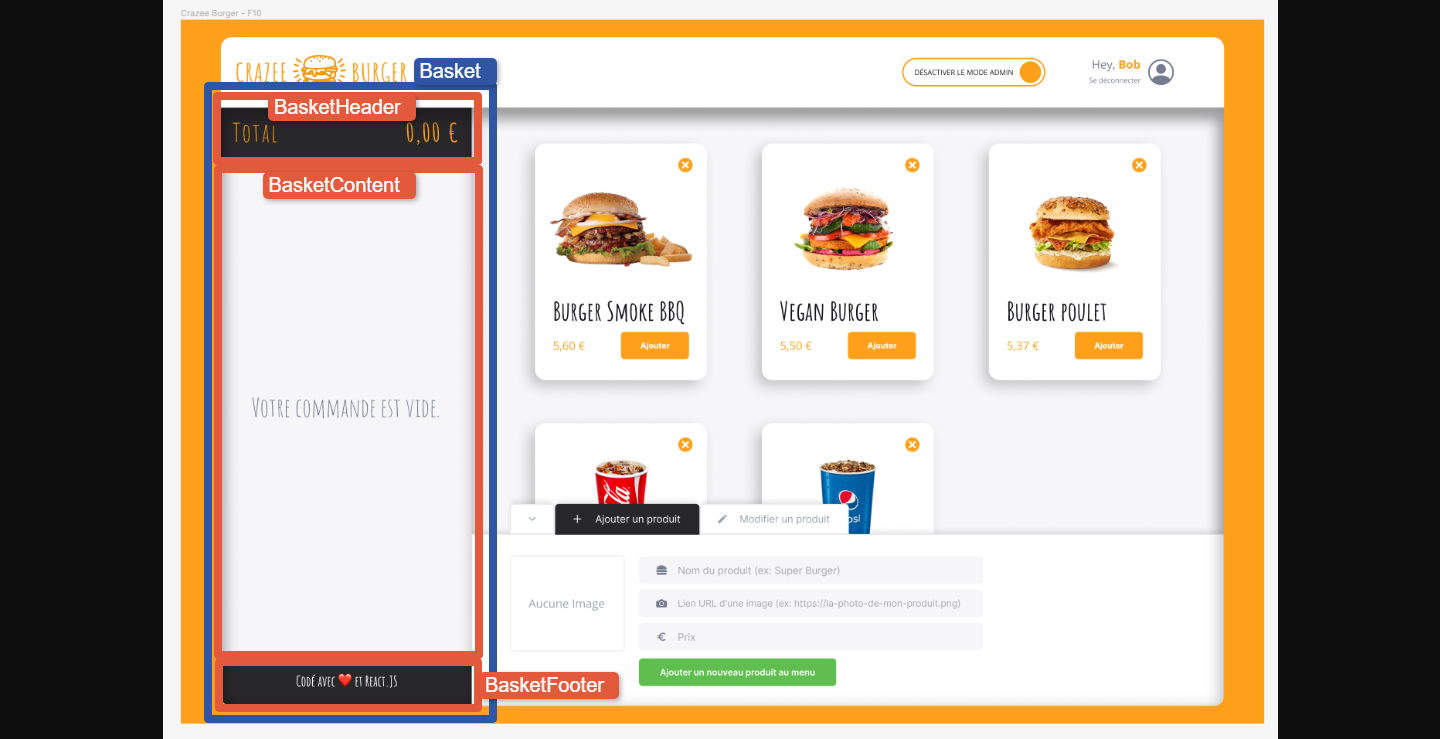 Crazee Burger - F10
CRAZEE BURGER
Basket
DÉSACTIVER LE MODE ADMIN
Hey, Bob
Se déconnecter
BasketHeader
Total 0,00 €
BasketContent
Votre commande est vide.
Burger Smoke BBQ
5,60 €
Ajouter
Vegan Burger
5,50 €
Ajouter
Burger poulet
5,37 €
Ajouter
Ajouter un produit
Modifier un produit
Aucune Image
Nom du produit (ex: Super Burger)
Lien URL d'une image (ex: https://la-photo-de-mon-produit.png)
€ Prix
Ajouter un nouveau produit au menu
Codé avec ❤️ et React.JS
BasketFooter